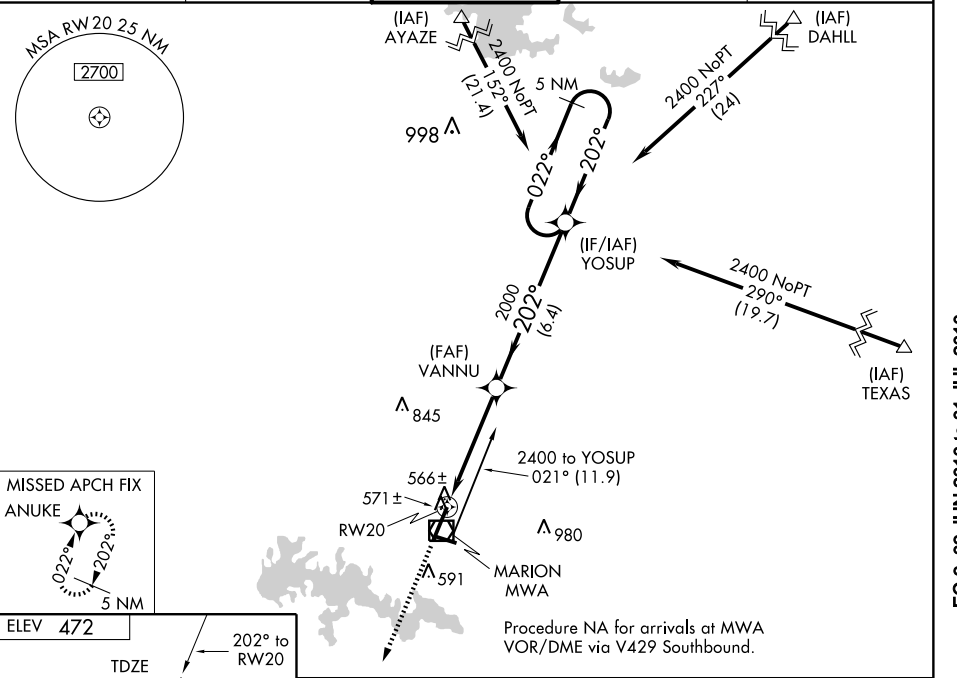 MSA RW 20 25 NM
2700
(IAF)
AYAZE
2400 NoPT
152°
(21.4)
(IAF)
DAHLL
2400 NoPT
227°
(24)
5 NM
998
022°
202°
(IF/IAF)
YOSUP
2400 NoPT
290°
(19.7)
(IAF)
TEXAS
2000
202°
(6.4)
(FAF)
VANNU
845
2400 to YOSUP
021° (11.9)
566±
571±
RW20
980
MARION
MWA
591
MISSED APCH FIX
ANUKE
022°
202°
5 NM
ELEV 472
TDZE
202° to
RW20
Procedure NA for arrivals at MWA
VOR/DME via V429 Southbound.